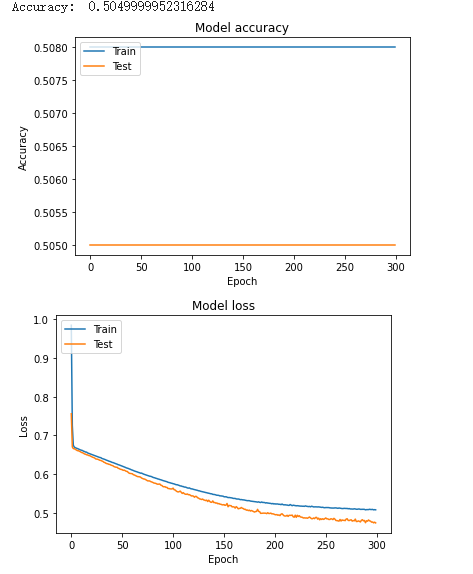 Accuracy: 0.5049999952316284
Model accuracy
0.5080
0.5075
0.5070
0.5065
0.5060
0.5055
0.5050
Accuracy
Train
Test
0 50 100 150 200 250 300
Epoch
Model loss
1.0
0.9
0.8
0.7
0.6
0.5
Loss
Train
Test
0 50 100 150 200 250 300
Epoch